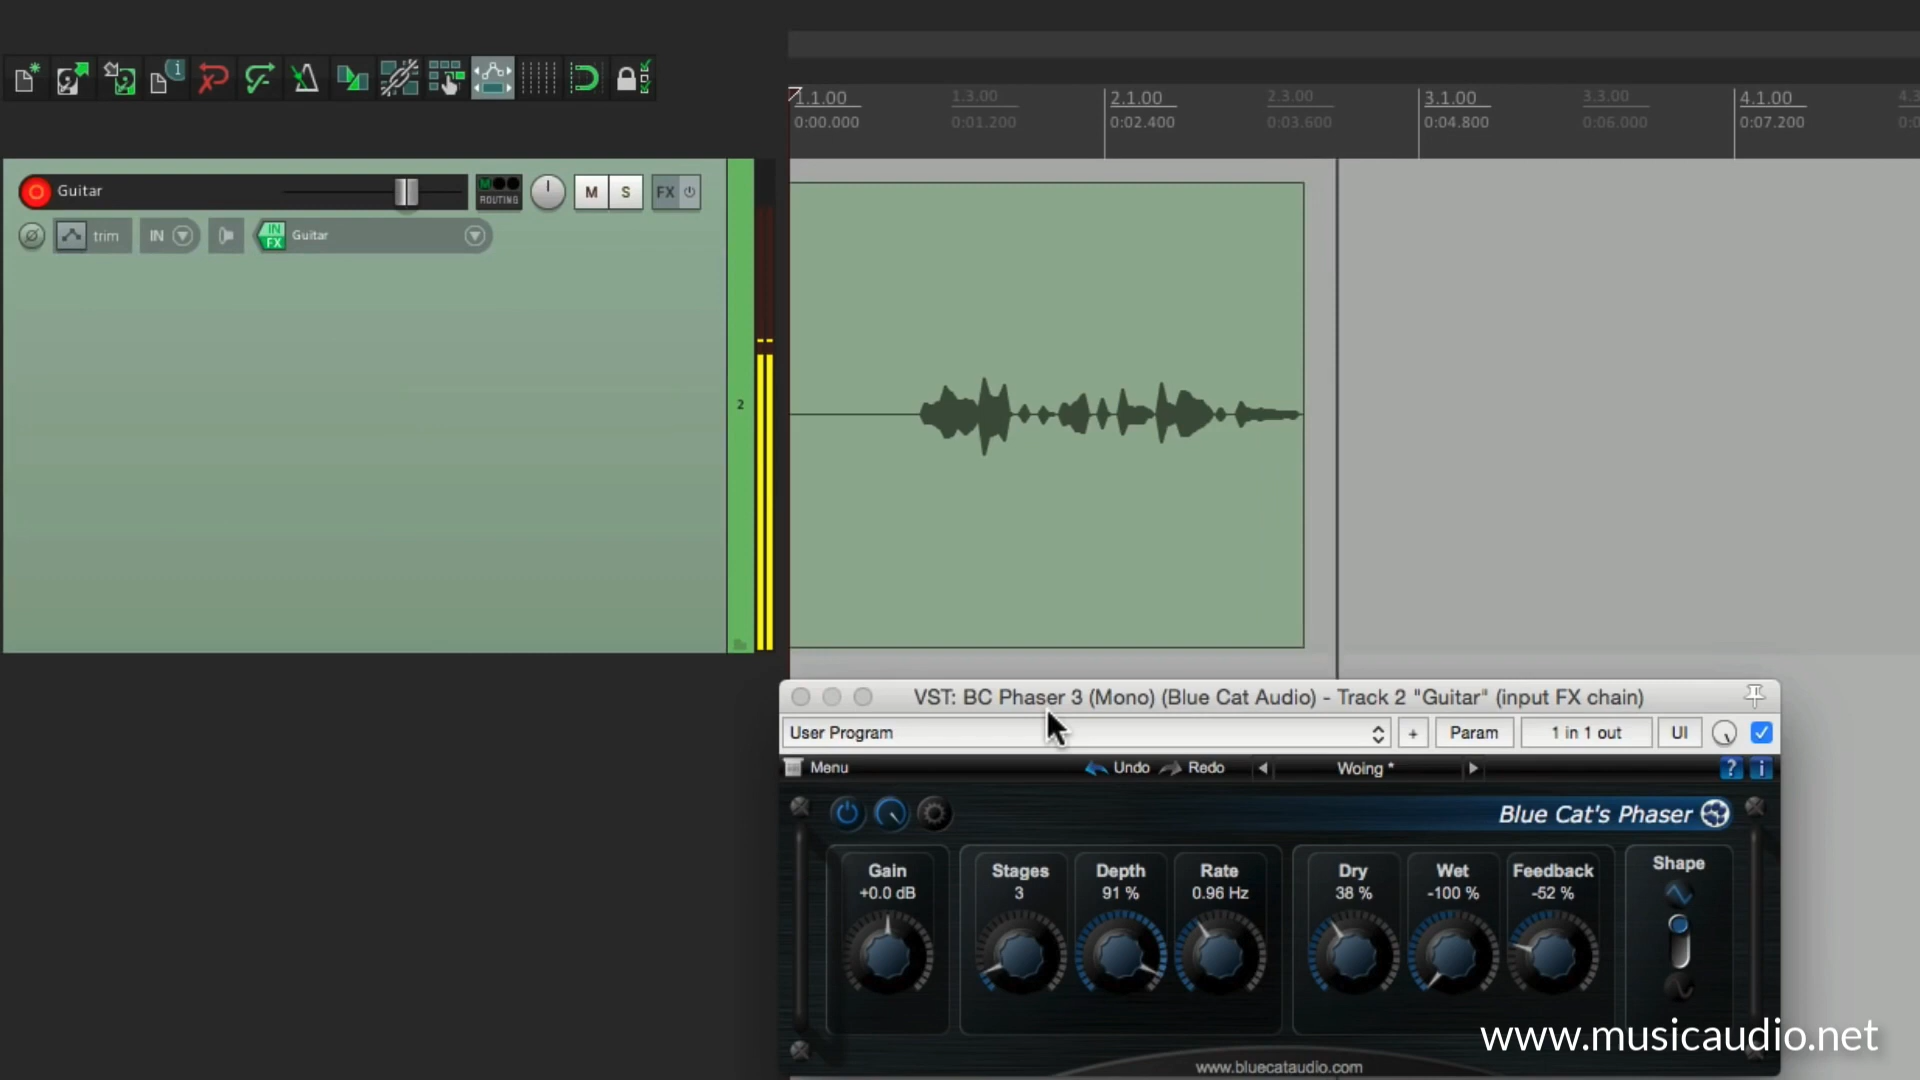 1.1.00 1.3.00 2.1.00 2.3.00 3.1.00 3.3.00 4.1.00
0:00.000 0:01.200 0:02.400 0:03.600 0:04.800 0:06.000 0:07.200
Guitar ROUTING M S FX
trim IN IN FX Guitar
2
VST: BC Phaser 3 (Mono) (Blue Cat Audio) - Track 2 "Guitar" (input FX chain)
User Program + Param 1 in 1 out UI
Menu Undo Redo Woing * ? i
Blue Cat's Phaser
Gain Stages Depth Rate Dry Wet Feedback Shape
+0.0 dB 3 91 % 0.96 Hz 38 % -100 % -52 %
www.musicaudio.net
www.bluecataudio.com